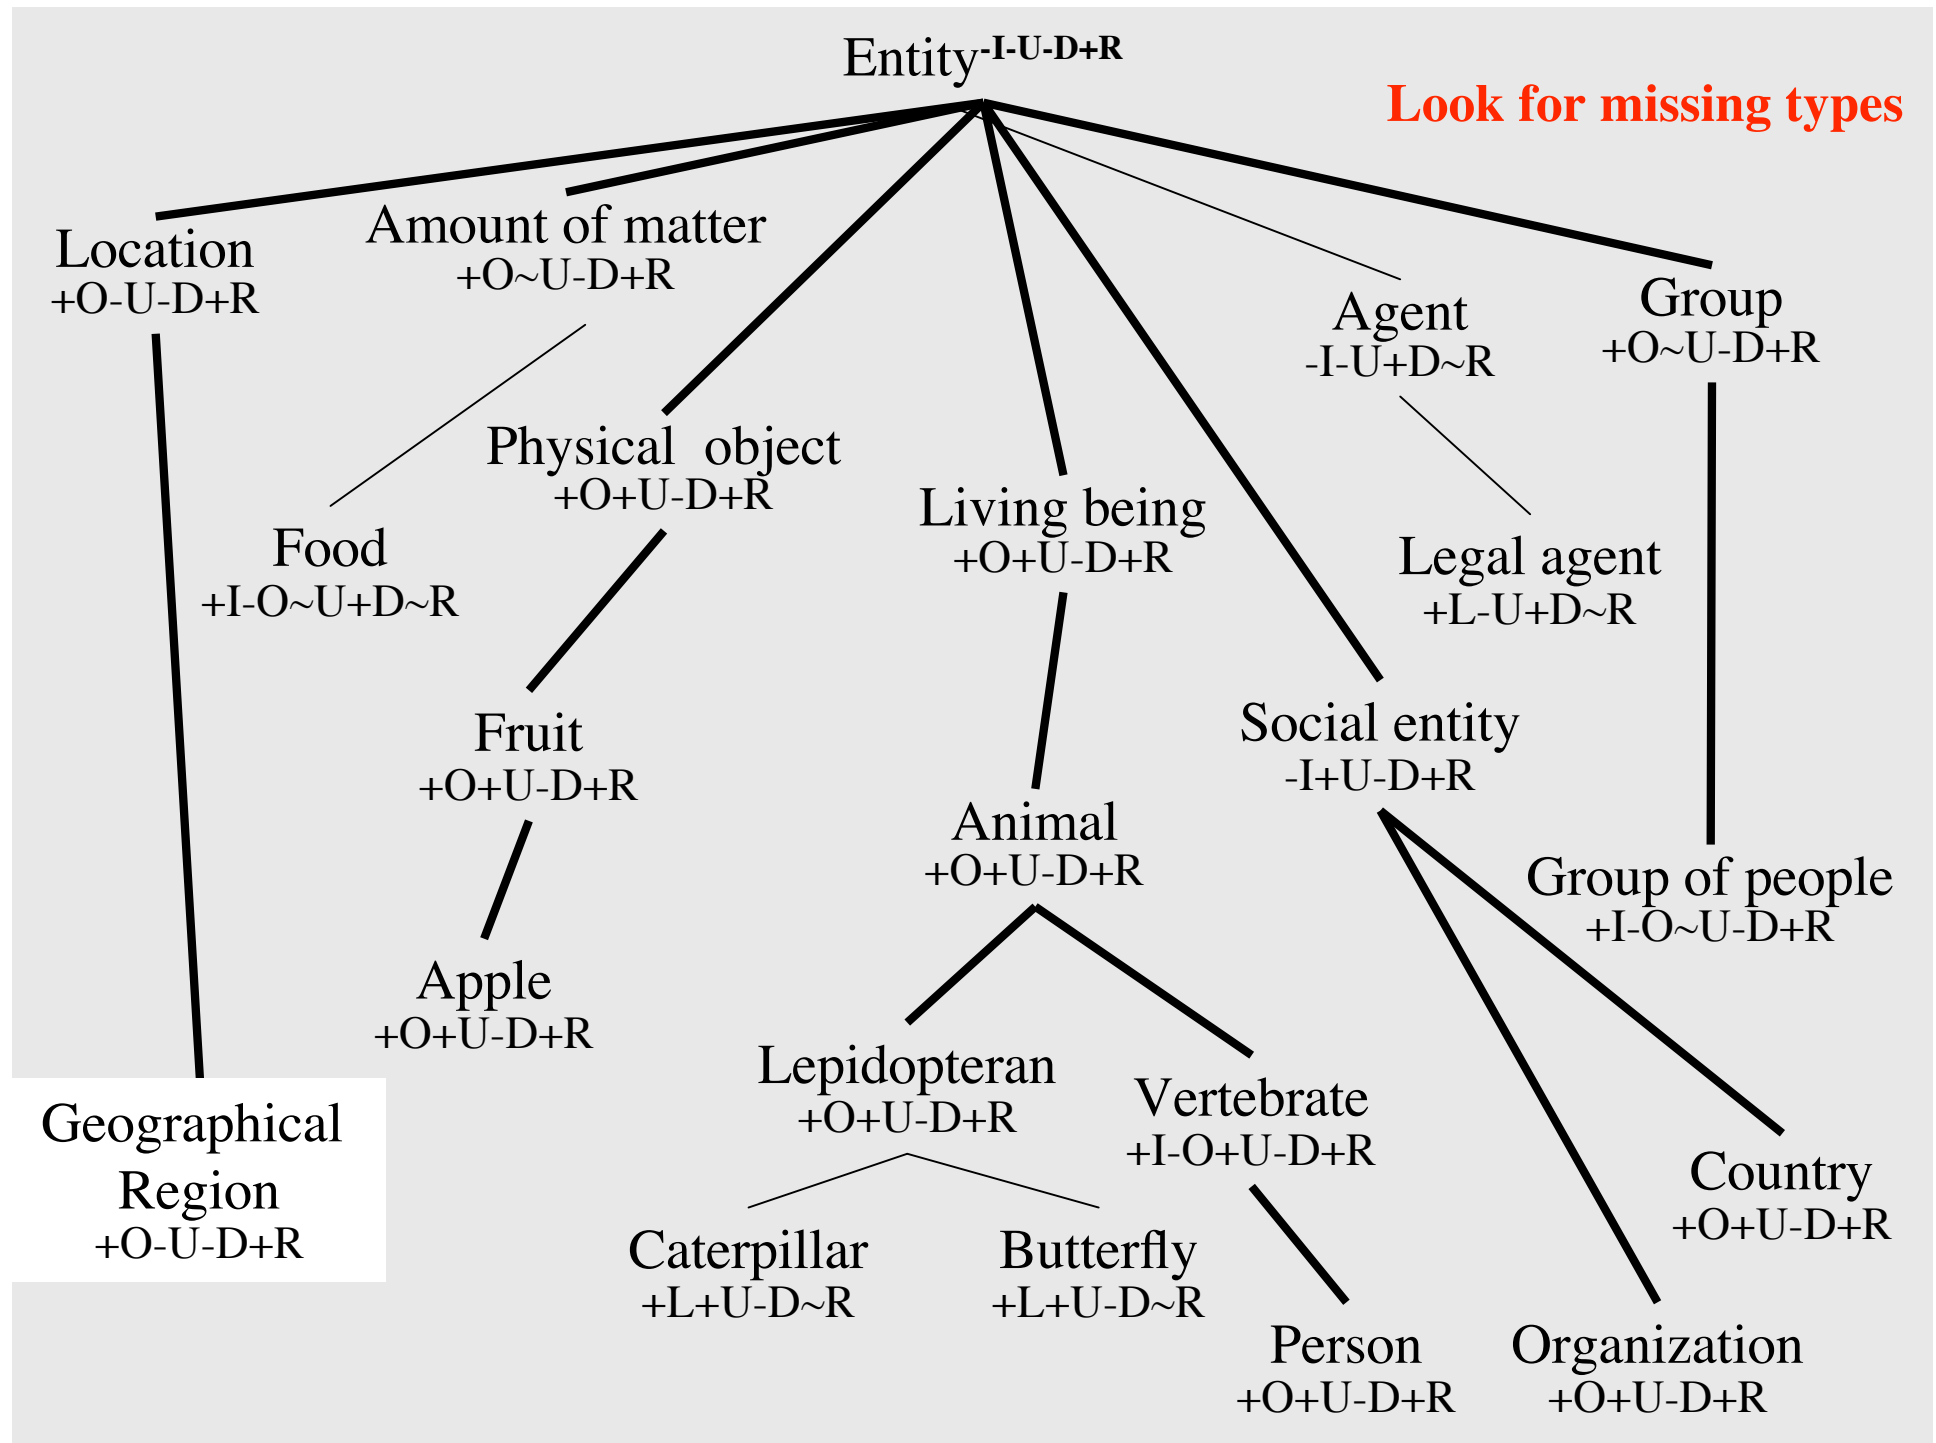 Entity-I-U-D+R
Look for missing types
Location
+O-U-D+R
Amount of matter
+O~U-D+R
Agent
-I-U+D~R
Group
+O~U-D+R
Physical object
+O+U-D+R
Living being
+O+U-D+R
Food
+I-O~U+D~R
Legal agent
+L-U+D~R
Fruit
+O+U-D+R
Social entity
-I+U-D+R
Animal
+O+U-D+R
Group of people
+I-O~U-D+R
Apple
+O+U-D+R
Lepidopteran
+O+U-D+R
Vertebrate
+I-O+U-D+R
Geographical
Region
+O-U-D+R
Country
+O+U-D+R
Caterpillar
+L+U-D~R
Butterfly
+L+U-D~R
Person
+O+U-D+R
Organization
+O+U-D+R